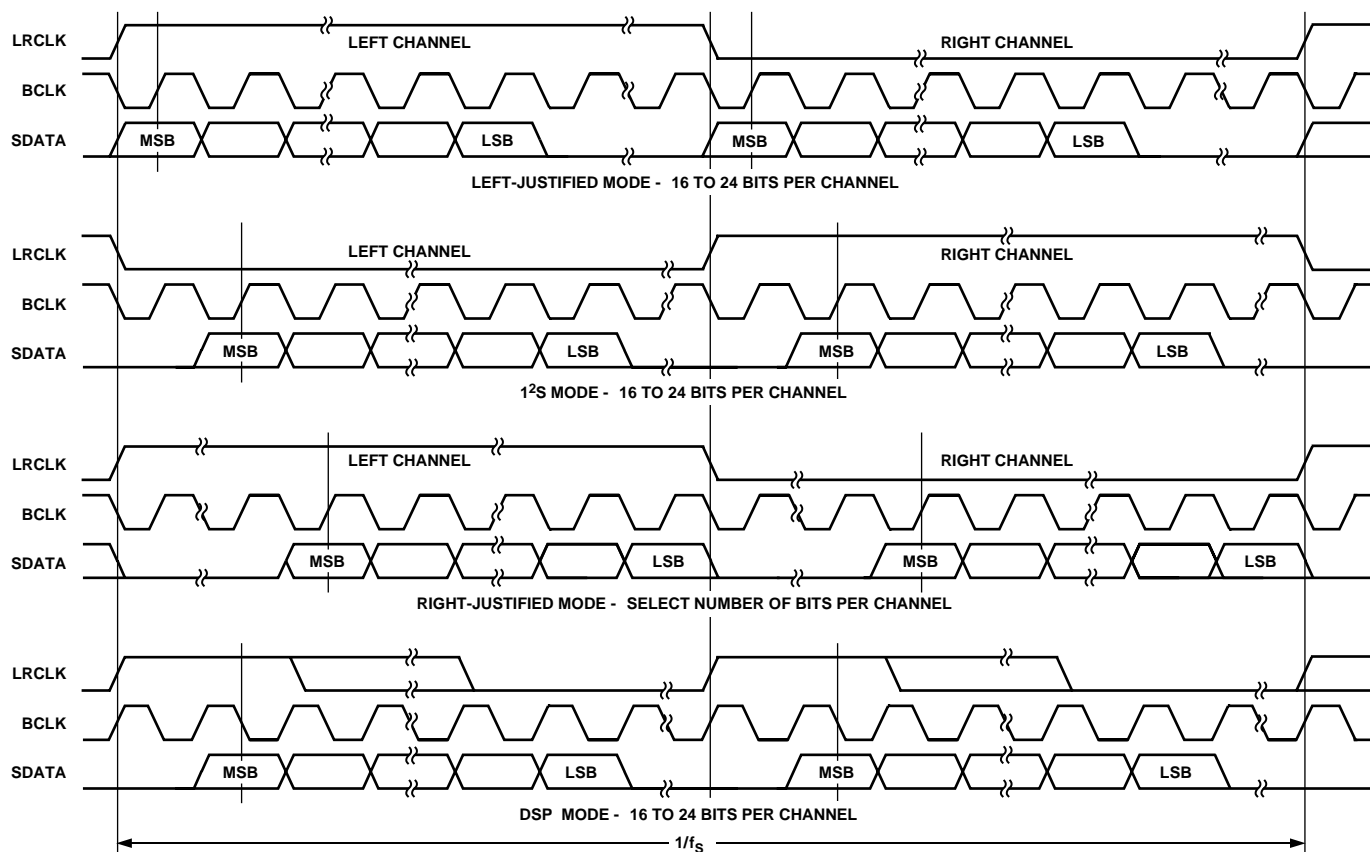 LRCLK LEFT CHANNEL RIGHT CHANNEL
BCLK
SDATA MSB LSB MSB LSB
LEFT-JUSTIFIED MODE - 16 TO 24 BITS PER CHANNEL
LRCLK LEFT CHANNEL RIGHT CHANNEL
BCLK
SDATA MSB LSB MSB LSB
1²S MODE - 16 TO 24 BITS PER CHANNEL
LRCLK LEFT CHANNEL RIGHT CHANNEL
BCLK
SDATA MSB LSB MSB LSB
RIGHT-JUSTIFIED MODE - SELECT NUMBER OF BITS PER CHANNEL
LRCLK
BCLK
SDATA MSB LSB MSB LSB
DSP MODE - 16 TO 24 BITS PER CHANNEL
1/fS